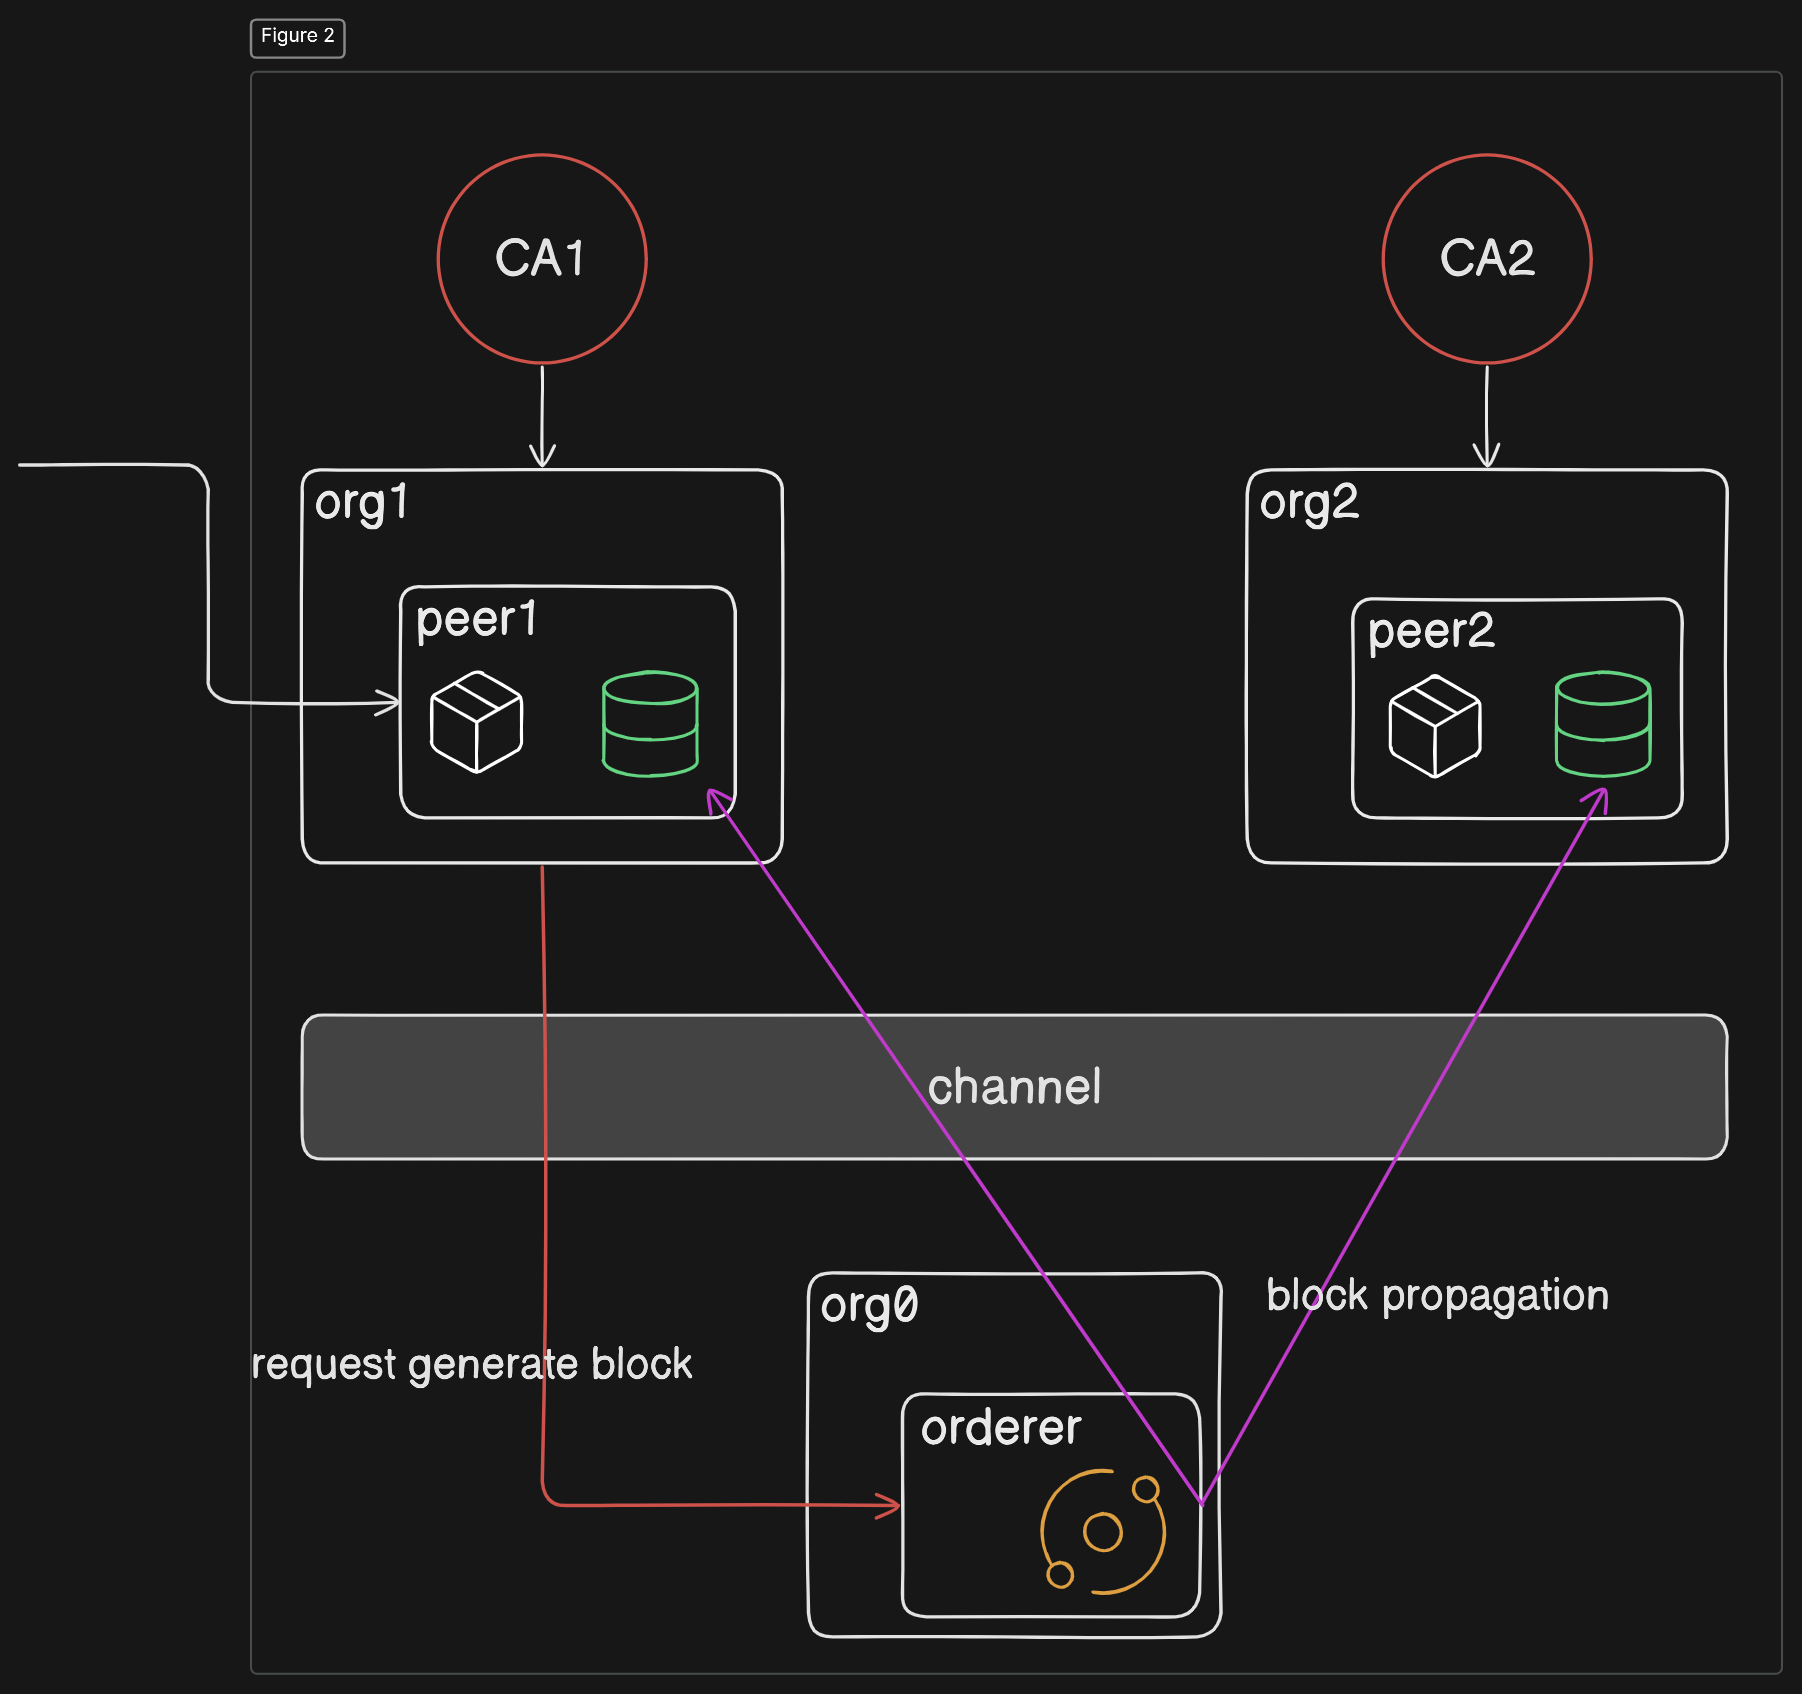 Figure 2
CA1
CA2
org1
org2
peer1
peer2
channel
block propagation
org0
request generate block
orderer